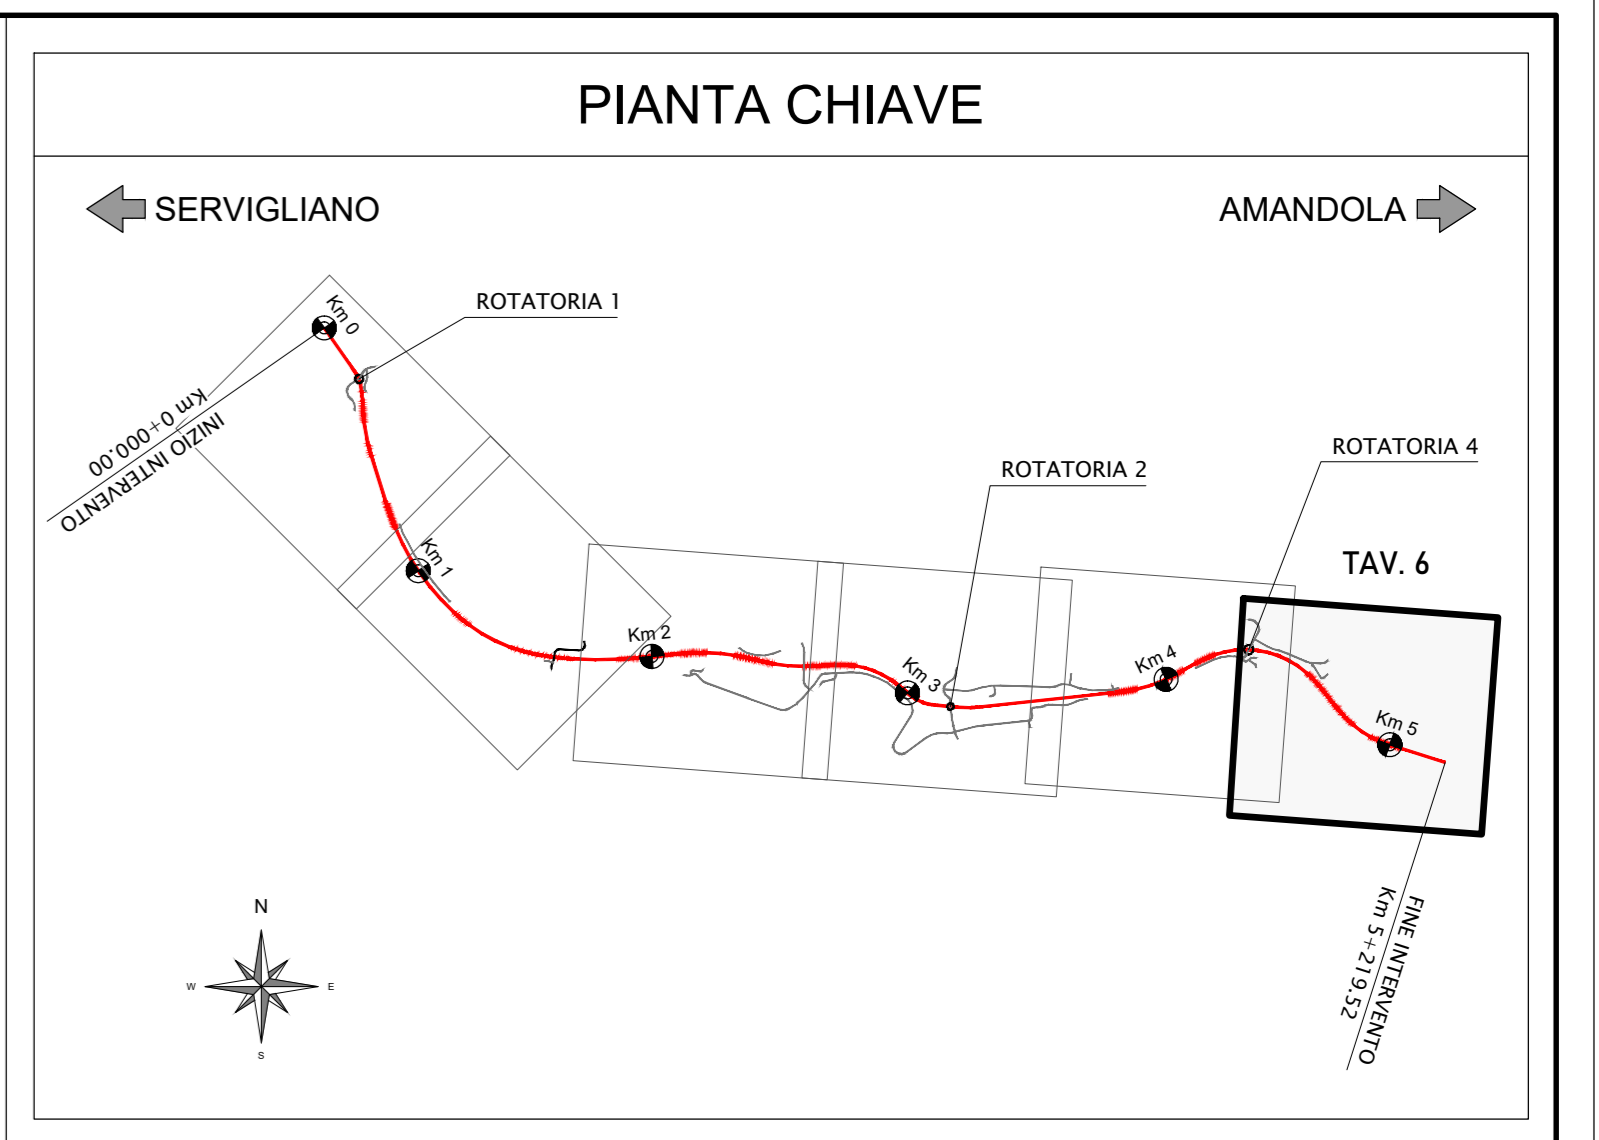 PIANTA CHIAVE
SERVIGLIANO
AMANDOLA
Km 0
ROTATORIA 1
Km 0+000.00
INIZIO INTERVENTO
ROTATORIA 4
ROTATORIA 2
Km 1
TAV. 6
Km 2
Km 3
Km 4
Km 5
FINE INTERVENTO
Km 5+219.52
N
W
E
S